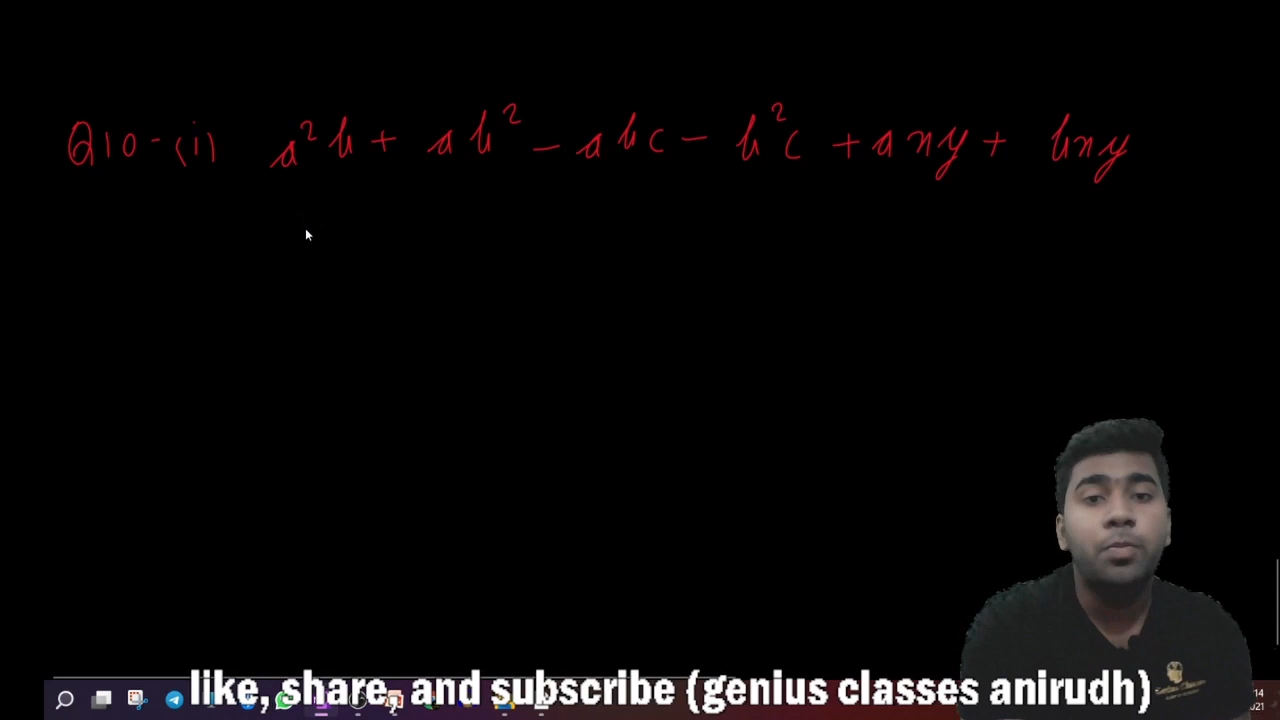 Q10-(i) a²b + ab² - abc - b²c + axy + bxy
like, share, and subscribe (genius classes anirudh)